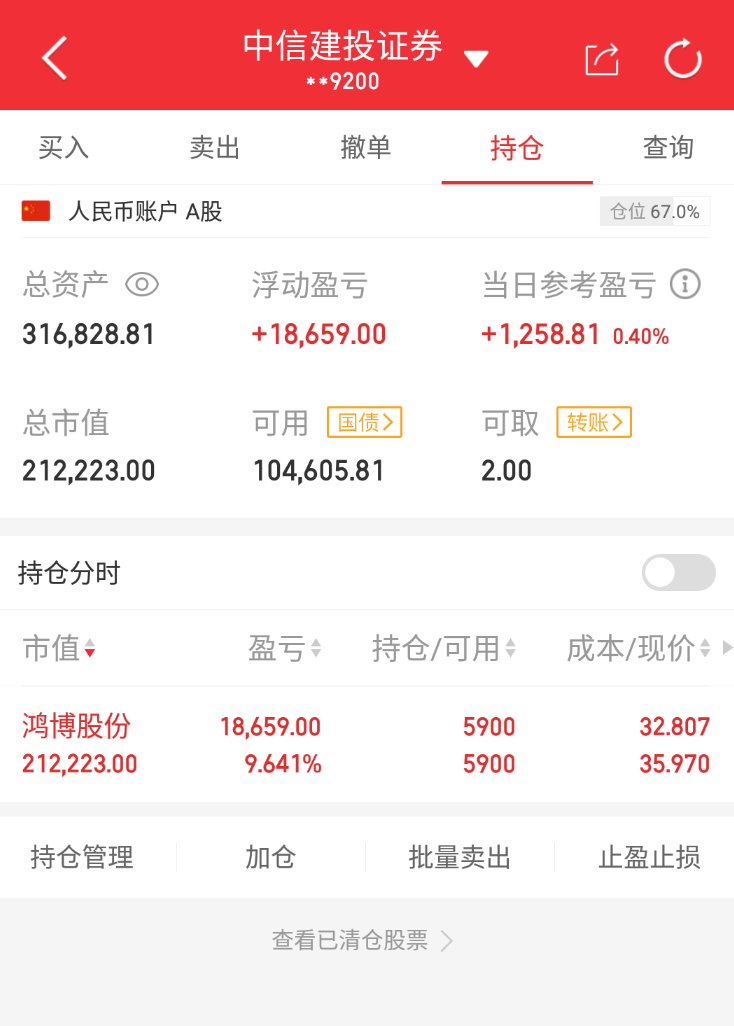 中信建投证券
**9200
买入 卖出 撤单 持仓 查询
人民币账户 A股 仓位 67.0%
总资产 浮动盈亏 当日参考盈亏
316,828.81 +18,659.00 +1,258.81 0.40%
总市值 可用 国债 可取 转账
212,223.00 104,605.81 2.00
持仓分时
市值 盈亏 持仓/可用 成本/现价
鸿博股份 18,659.00 5900 32.807
212,223.00 9.641% 5900 35.970
持仓管理 加仓 批量卖出 止盈止损
查看已清仓股票